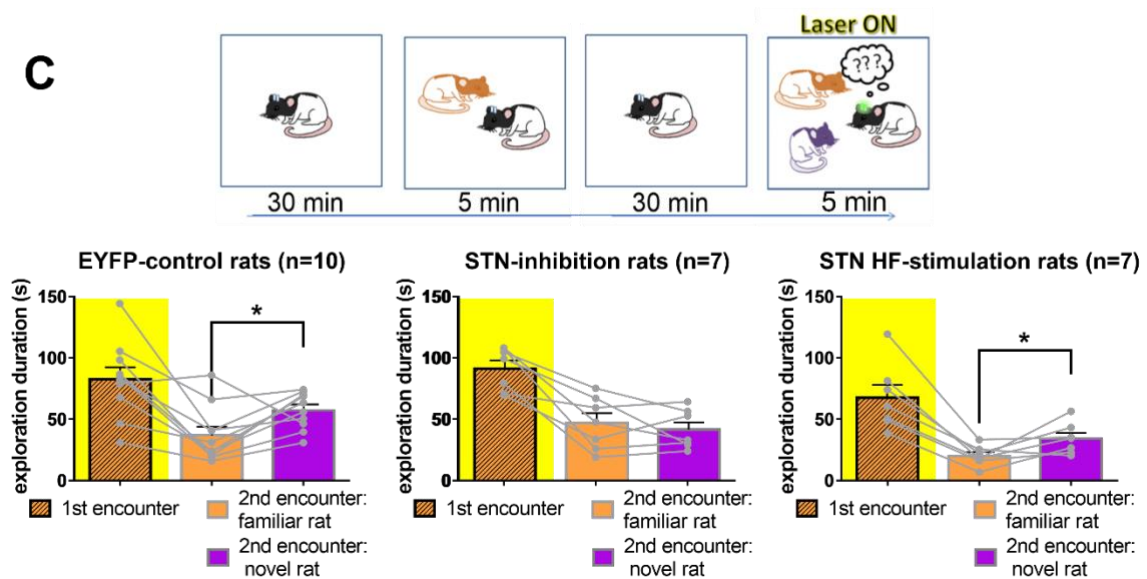 C
Laser ON
???
30 min
5 min
30 min
5 min
EYFP-control rats (n=10)
exploration duration (s)
150
100
50
0
*
1st encounter
2nd encounter:
familiar rat
2nd encounter:
novel rat
STN-inhibition rats (n=7)
exploration duration (s)
150
100
50
0
1st encounter
2nd encounter:
familiar rat
2nd encounter:
novel rat
STN HF-stimulation rats (n=7)
exploration duration (s)
150
100
50
0
*
1st encounter
2nd encounter:
familiar rat
2nd encounter:
novel rat